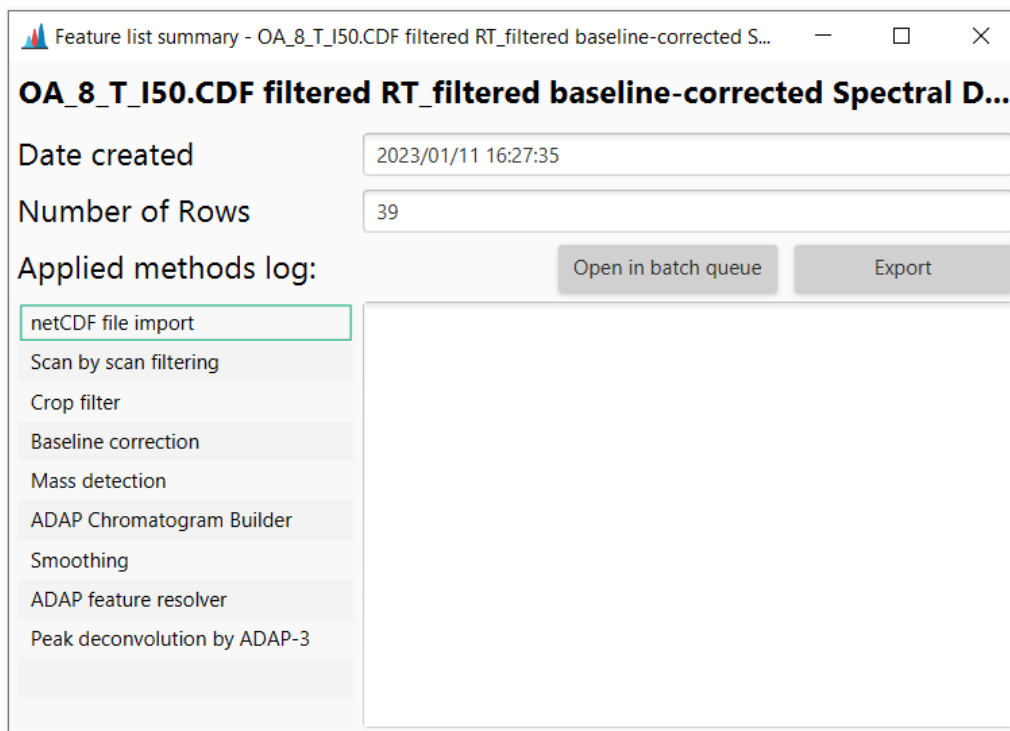 Feature list summary - OA_8_T_I50.CDF filtered RT_filtered baseline-corrected S...
OA_8_T_I50.CDF filtered RT_filtered baseline-corrected Spectral D...
Date created 2023/01/11 16:27:35
Number of Rows 39
Applied methods log: Open in batch queue Export
netCDF file import
Scan by scan filtering
Crop filter
Baseline correction
Mass detection
ADAP Chromatogram Builder
Smoothing
ADAP feature resolver
Peak deconvolution by ADAP-3